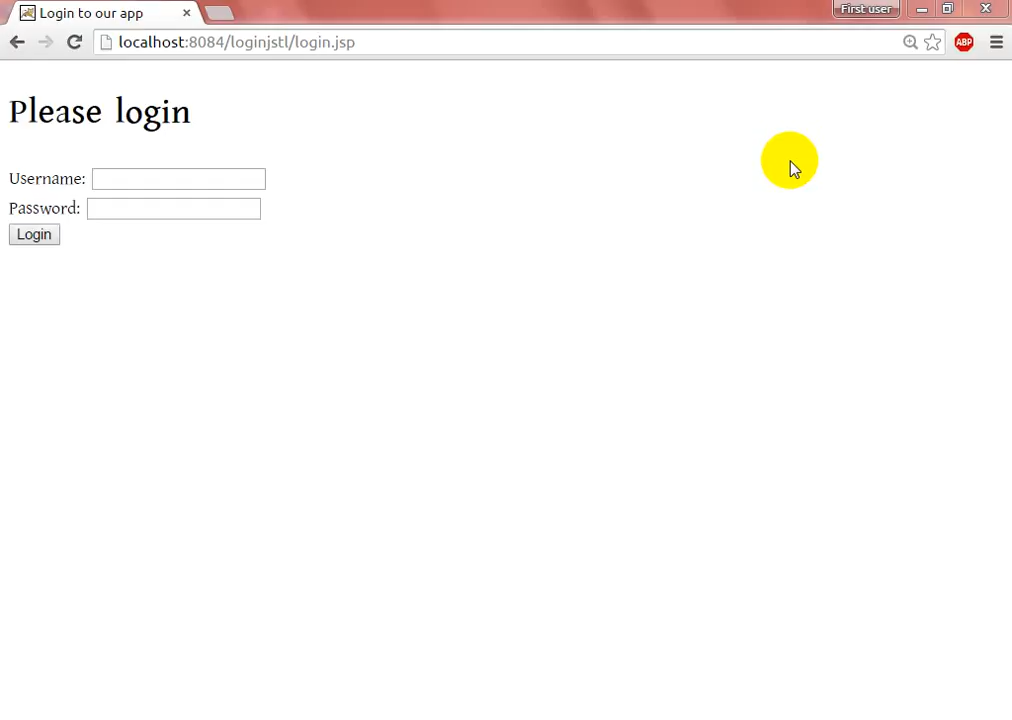 Login to our app
First user
localhost:8084/loginjstl/login.jsp
ABP
Please login
Username:
Password:
Login